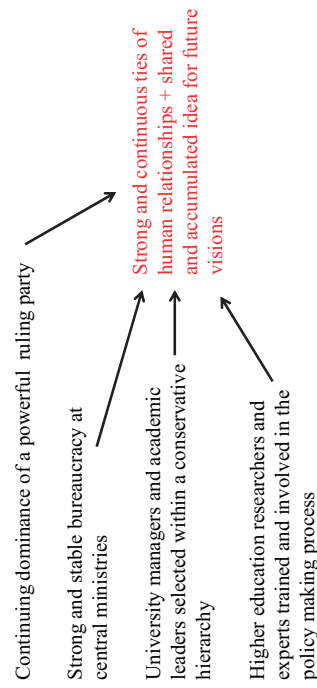 Continuing dominance of a powerful ruling party
Strong and stable bureaucracy at
central ministries
University managers and academic
leaders selected within a conservative
hierarchy
Higher education researchers and
experts trained and involved in the
policy making process
Strong and continuous ties of
human relationships + shared
and accumulated idea for future
visions